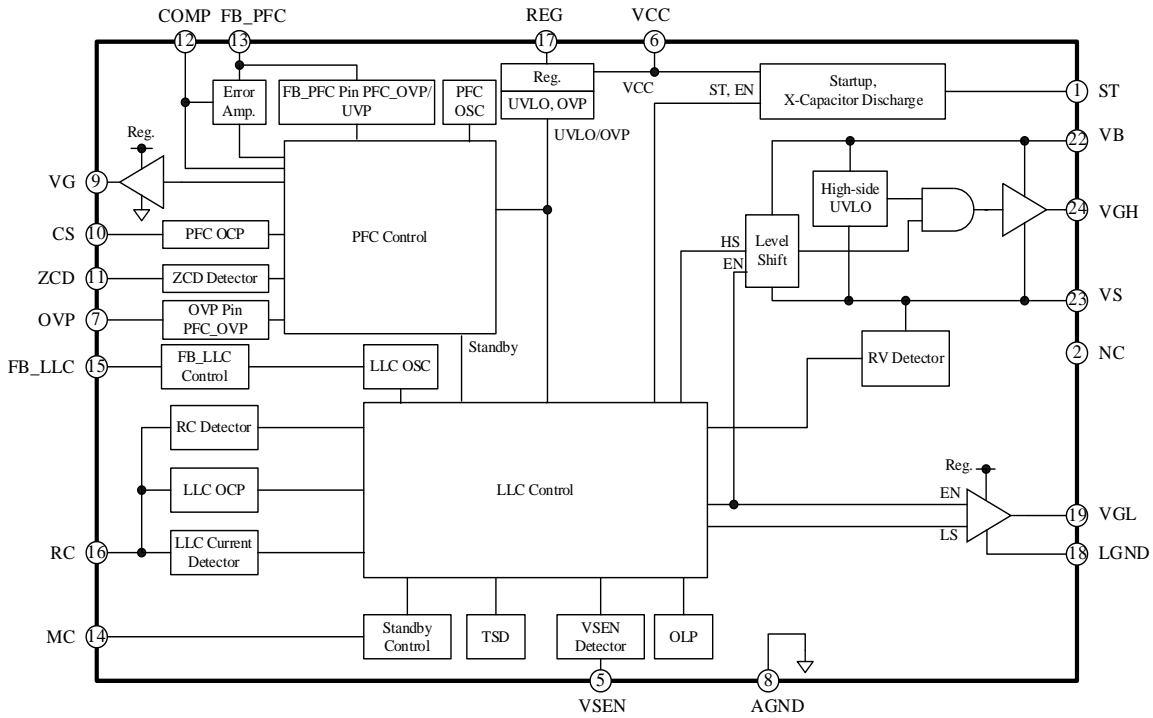 COMP FB_PFC REG VCC
12 13 17 6
Error
Amp.
FB_PFC Pin PFC_OVP/
UVP
PFC
OSC
Reg.
UVLO, OVP
VCC
ST, EN
Startup,
X-Capacitor Discharge
1 ST
UVLO/OVP
Reg.
22 VB
VG 9
PFC Control
High-side
UVLO
24 VGH
CS 10
PFC OCP
HS
EN
Level
Shift
ZCD 11
ZCD Detector
23 VS
OVP 7
OVP Pin
PFC_OVP
Standby
RV Detector
2 NC
FB_LLC 15
FB_LLC
Control
LLC OSC
RC Detector
LLC OCP
LLC Control
Reg.
EN
LS
19 VGL
RC 16
LLC Current
Detector
18 LGND
MC 14
Standby
Control
TSD
VSEN
Detector
OLP
5 8
VSEN AGND